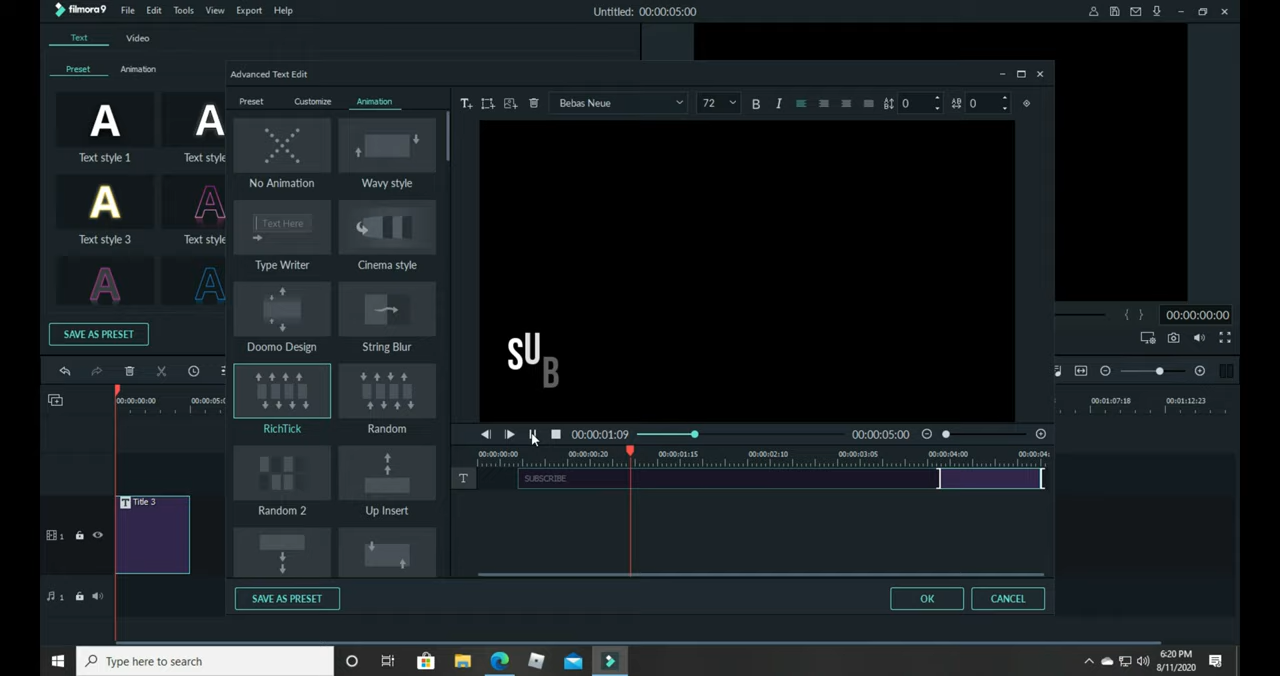 filmora9 File Edit Tools View Export Help Untitled: 00:00:05:00
Text Video
Preset Animation
A A
Text style 1 Text style
A A
Text style 3 Text style
A A
SAVE AS PRESET
Advanced Text Edit
Preset Customize Animation
T+ Bebas Neue 72 B I 0 AB 0
No Animation Wavy style
Text Here
Type Writer Cinema style
Doomo Design String Blur
RichTick Random
Random 2 Up Insert
SUB
00:00:01:09 00:00:05:00
00:00:00:00 00:00:00:20 00:00:01:15 00:00:02:10 00:00:03:05 00:00:04:00 00:00:04:
T SUBSCRIBE
SAVE AS PRESET OK CANCEL
{ } 00:00:00:00
00:00:00:00 00:00:05:0 00:01:07:18 00:01:12:23
T Title 3
1
1
Type here to search
6:20 PM
8/11/2020